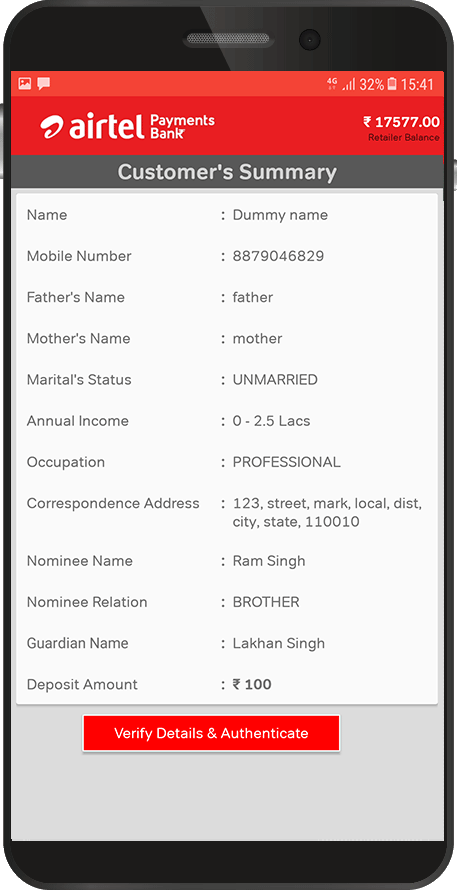 4G 32% 15:41
airtel Payments Bank
₹ 17577.00
Retailer Balance
Customer's Summary
Name : Dummy name
Mobile Number : 8879046829
Father's Name : father
Mother's Name : mother
Marital's Status : UNMARRIED
Annual Income : 0 - 2.5 Lacs
Occupation : PROFESSIONAL
Correspondence Address : 123, street, mark, local, dist,
city, state, 110010
Nominee Name : Ram Singh
Nominee Relation : BROTHER
Guardian Name : Lakhan Singh
Deposit Amount : ₹ 100
Verify Details & Authenticate